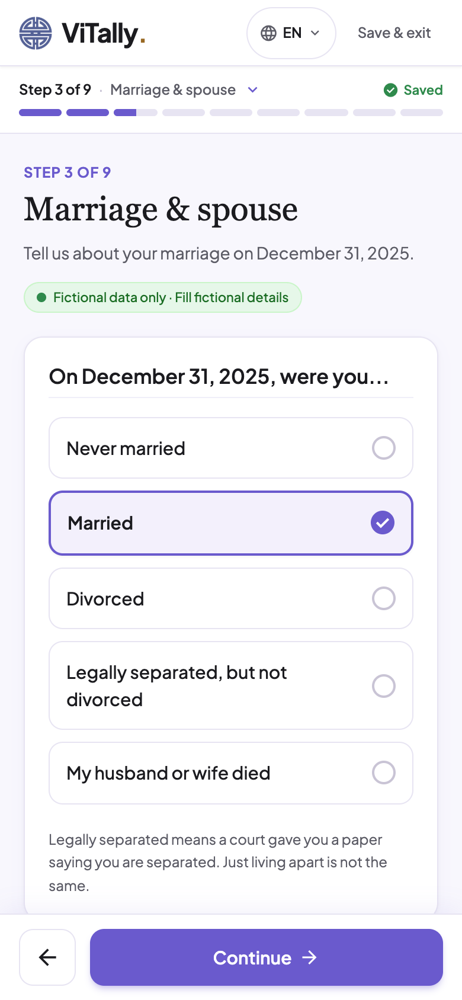 ViTally.
EN
Save & exit
Step 3 of 9 · Marriage & spouse
Saved
STEP 3 OF 9
Marriage & spouse
Tell us about your marriage on December 31, 2025.
Fictional data only · Fill fictional details
On December 31, 2025, were you...
Never married
Married
Divorced
Legally separated, but not
divorced
My husband or wife died
Legally separated means a court gave you a paper
saying you are separated. Just living apart is not the
same.
Continue →